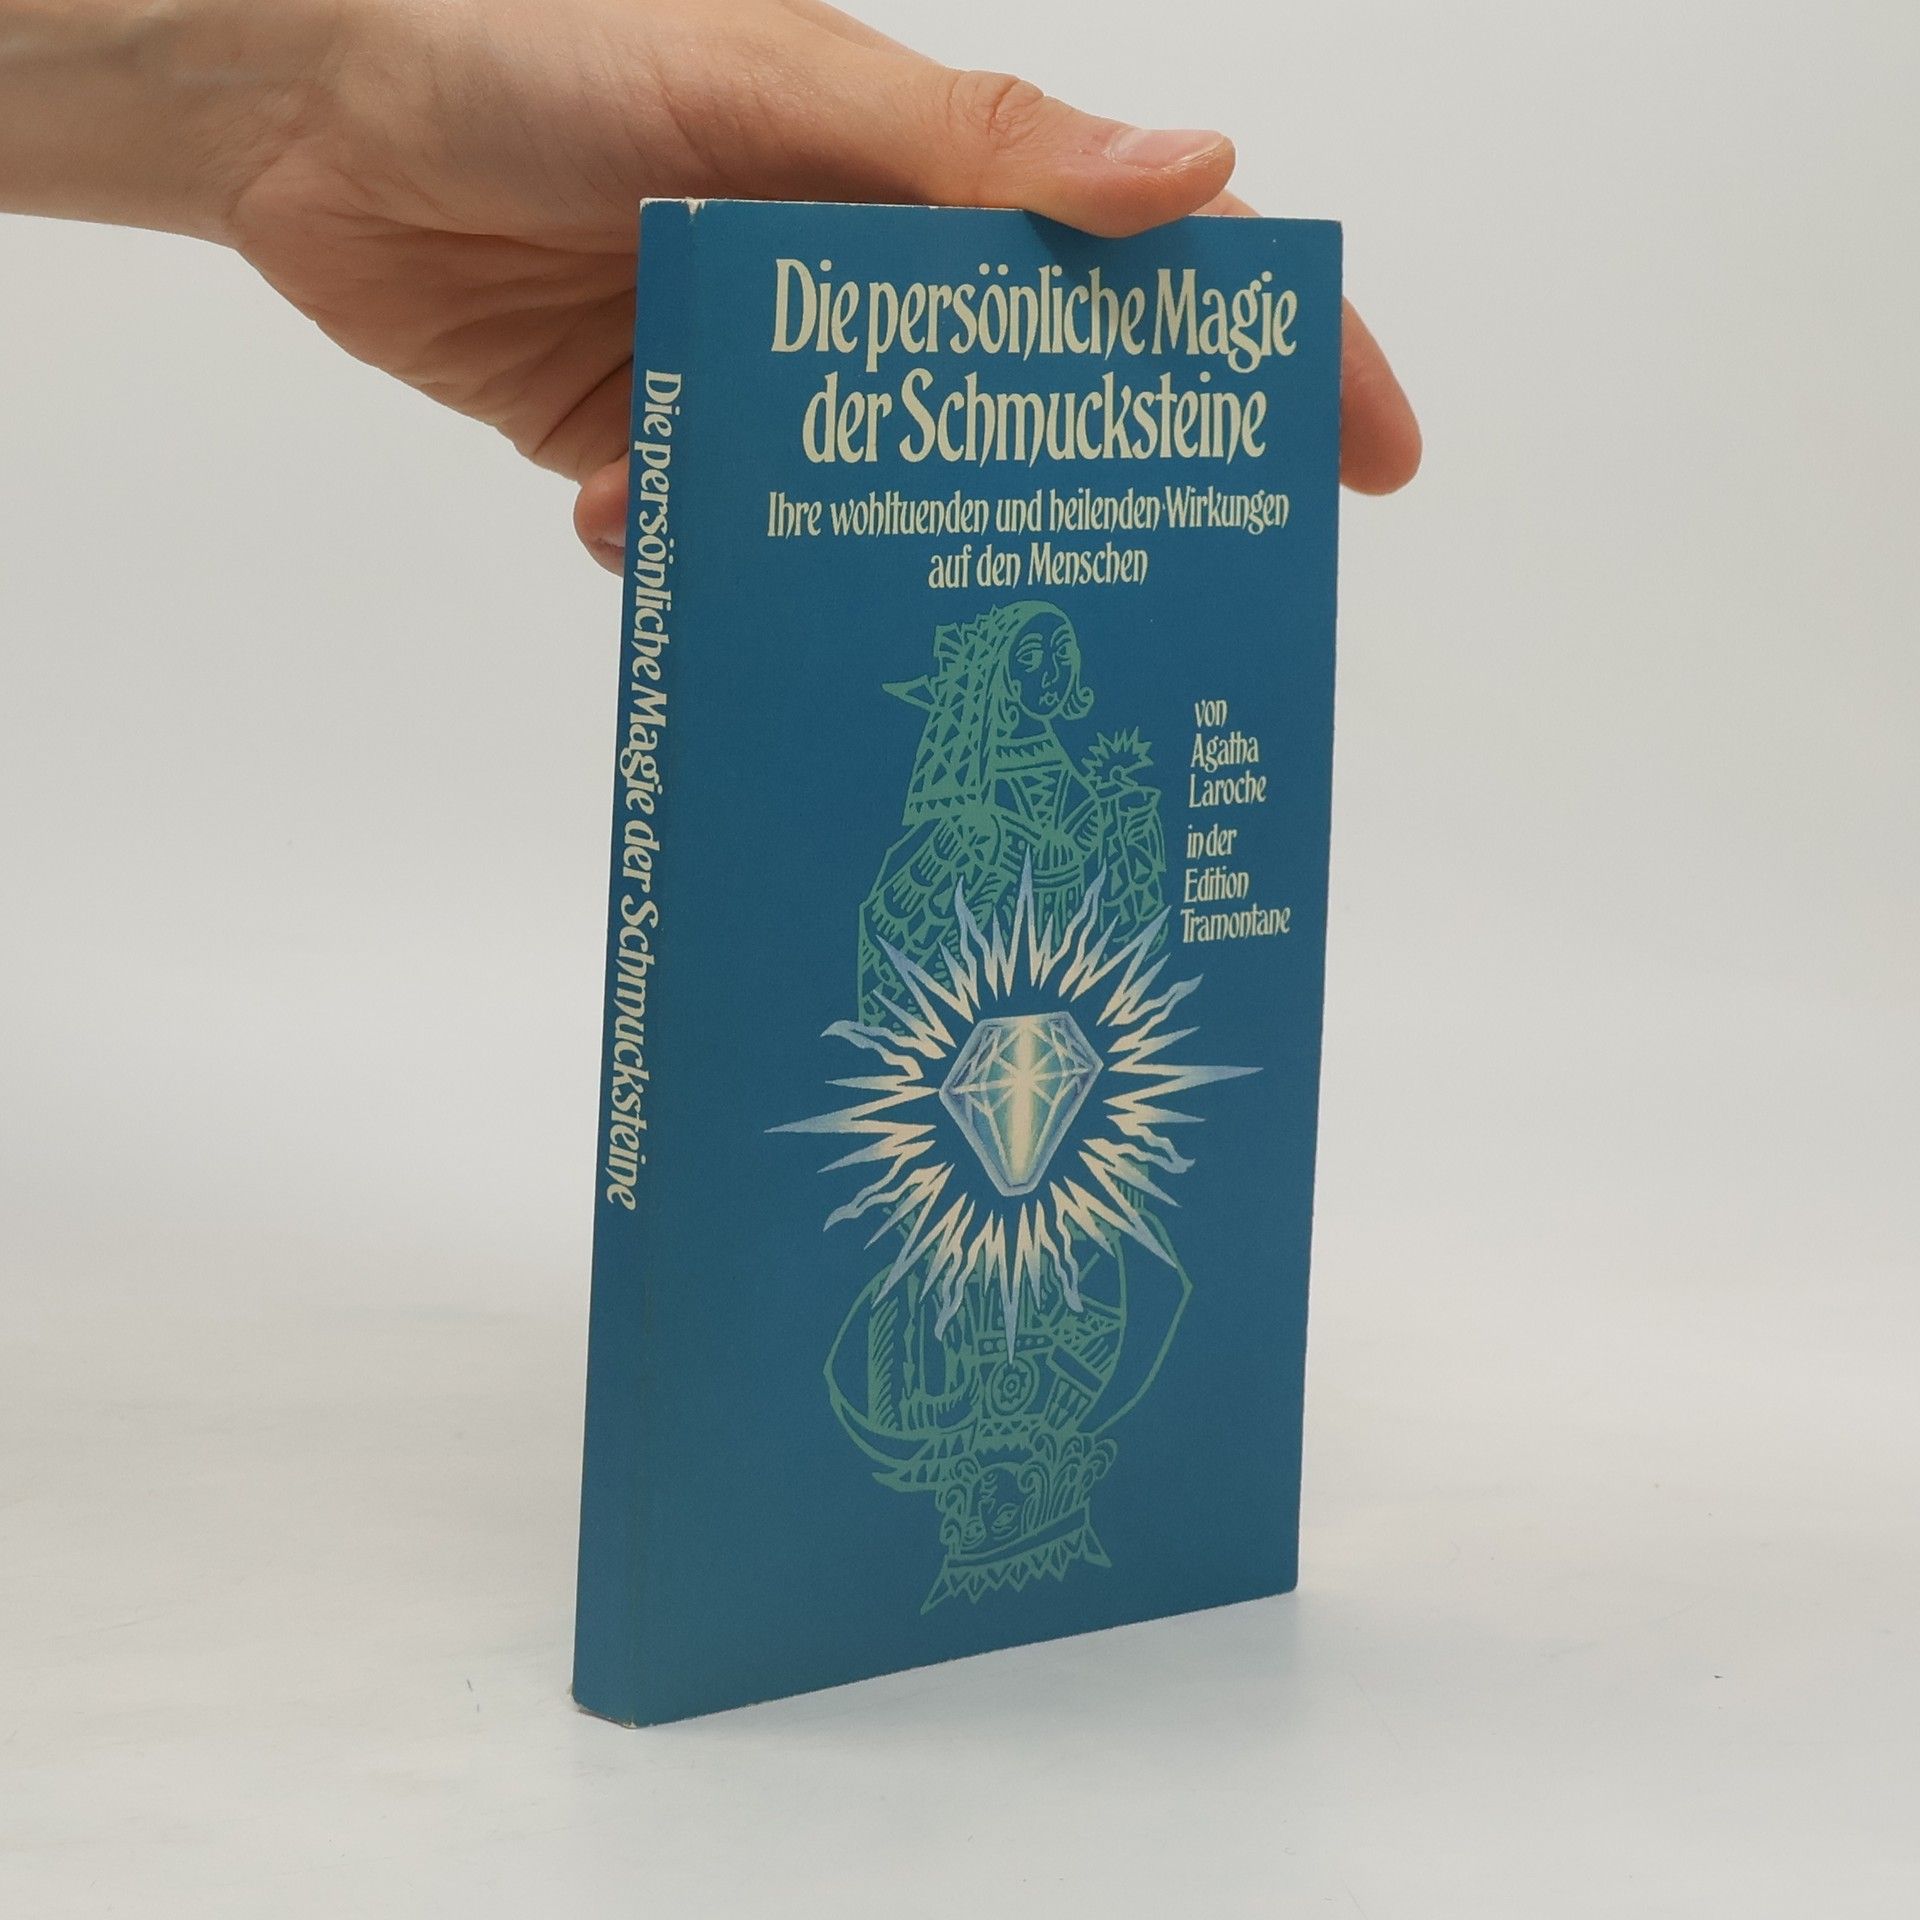 Die persönliche Magie
der Schmucksteine
Ihre wohltuenden und heilenden Wirkungen
auf den Menschen
von
Agatha
Laroche
in der
Edition
Tramontane
Die persönliche Magie der Schmucksteine